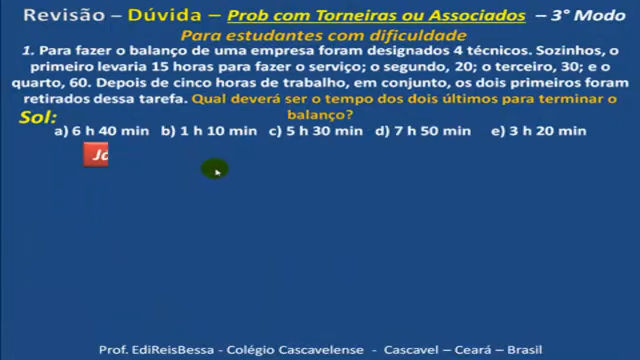 Revisão – Dúvida – Prob com Torneiras ou Associados – 3° Modo
Para estudantes com dificuldade
1. Para fazer o balanço de uma empresa foram designados 4 técnicos. Sozinhos, o
primeiro levaria 15 horas para fazer o serviço; o segundo, 20; o terceiro, 30; e o
quarto, 60. Depois de cinco horas de trabalho, em conjunto, os dois primeiros foram
retirados dessa tarefa. Qual deverá ser o tempo dos dois últimos para terminar o
balanço?
Sol:
a) 6 h 40 min b) 1 h 10 min c) 5 h 30 min d) 7 h 50 min e) 3 h 20 min
Prof. EdiReisBessa - Colégio Cascavelense - Cascavel – Ceará – Brasil